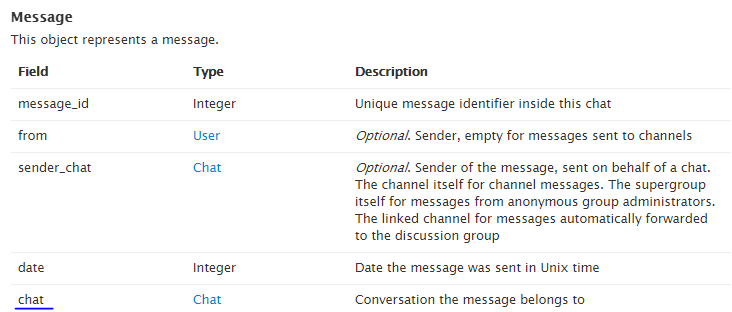 Message
This object represents a message.
Field Type Description
message_id Integer Unique message identifier inside this chat
from User Optional. Sender, empty for messages sent to channels
sender_chat Chat Optional. Sender of the message, sent on behalf of a chat.
The channel itself for channel messages. The supergroup
itself for messages from anonymous group administrators.
The linked channel for messages automatically forwarded
to the discussion group
date Integer Date the message was sent in Unix time
chat Chat Conversation the message belongs to